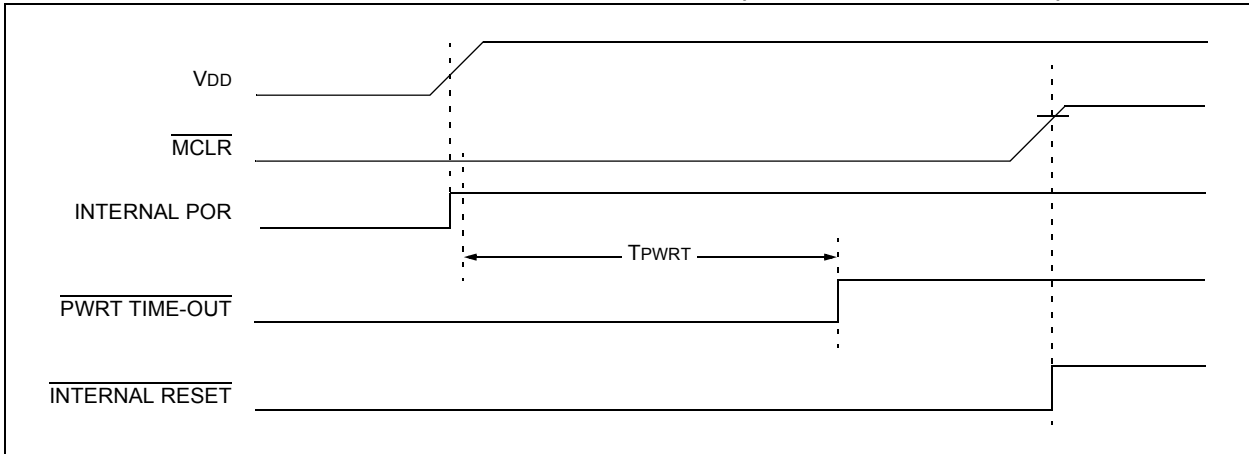 VDD
MCLR
INTERNAL POR
TPWRT
PWRT TIME-OUT
INTERNAL RESET